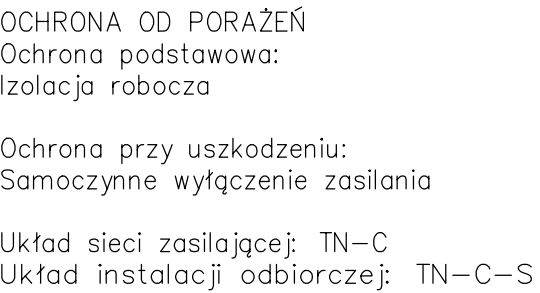 OCHRONA OD PORAŻEŃ
Ochrona podstawowa:
Izolacja robocza
Ochrona przy uszkodzeniu:
Samoczynne wyłączenie zasilania
Układ sieci zasilającej: TN-C
Układ instalacji odbiorczej: TN-C-S